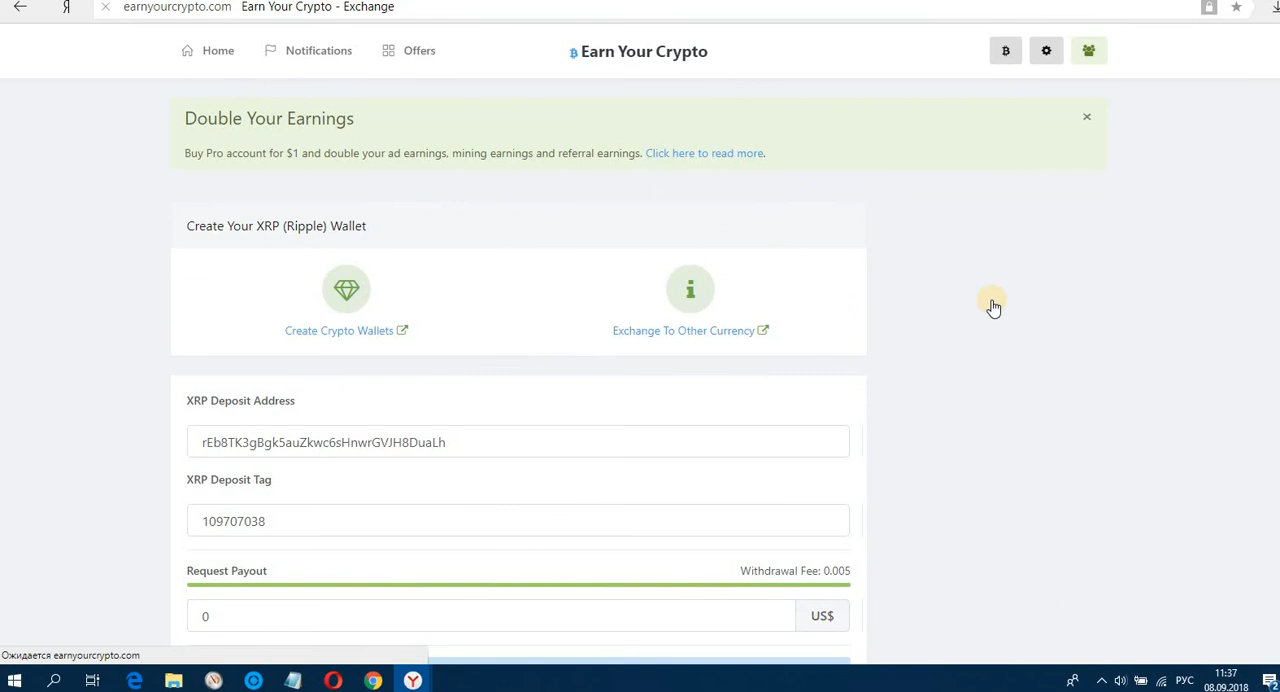 Я earnyourcrypto.com Earn Your Crypto - Exchange
Home Notifications Offers Earn Your Crypto
Double Your Earnings
Buy Pro account for $1 and double your ad earnings, mining earnings and referral earnings. Click here to read more.
Create Your XRP (Ripple) Wallet
Create Crypto Wallets Exchange To Other Currency
XRP Deposit Address
rEb8TK3gBgk5auZkwc6sHnwrGVJH8DuaLh
XRP Deposit Tag
109707038
Request Payout Withdrawal Fee: 0.005
0 US$
Ожидается earnyourcrypto.com
РУС 11:37
08.09.2018